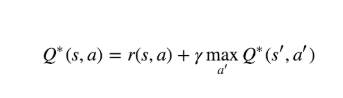 Q*(s, a) = r(s, a) + γ max Q*(s′, a′)
a′